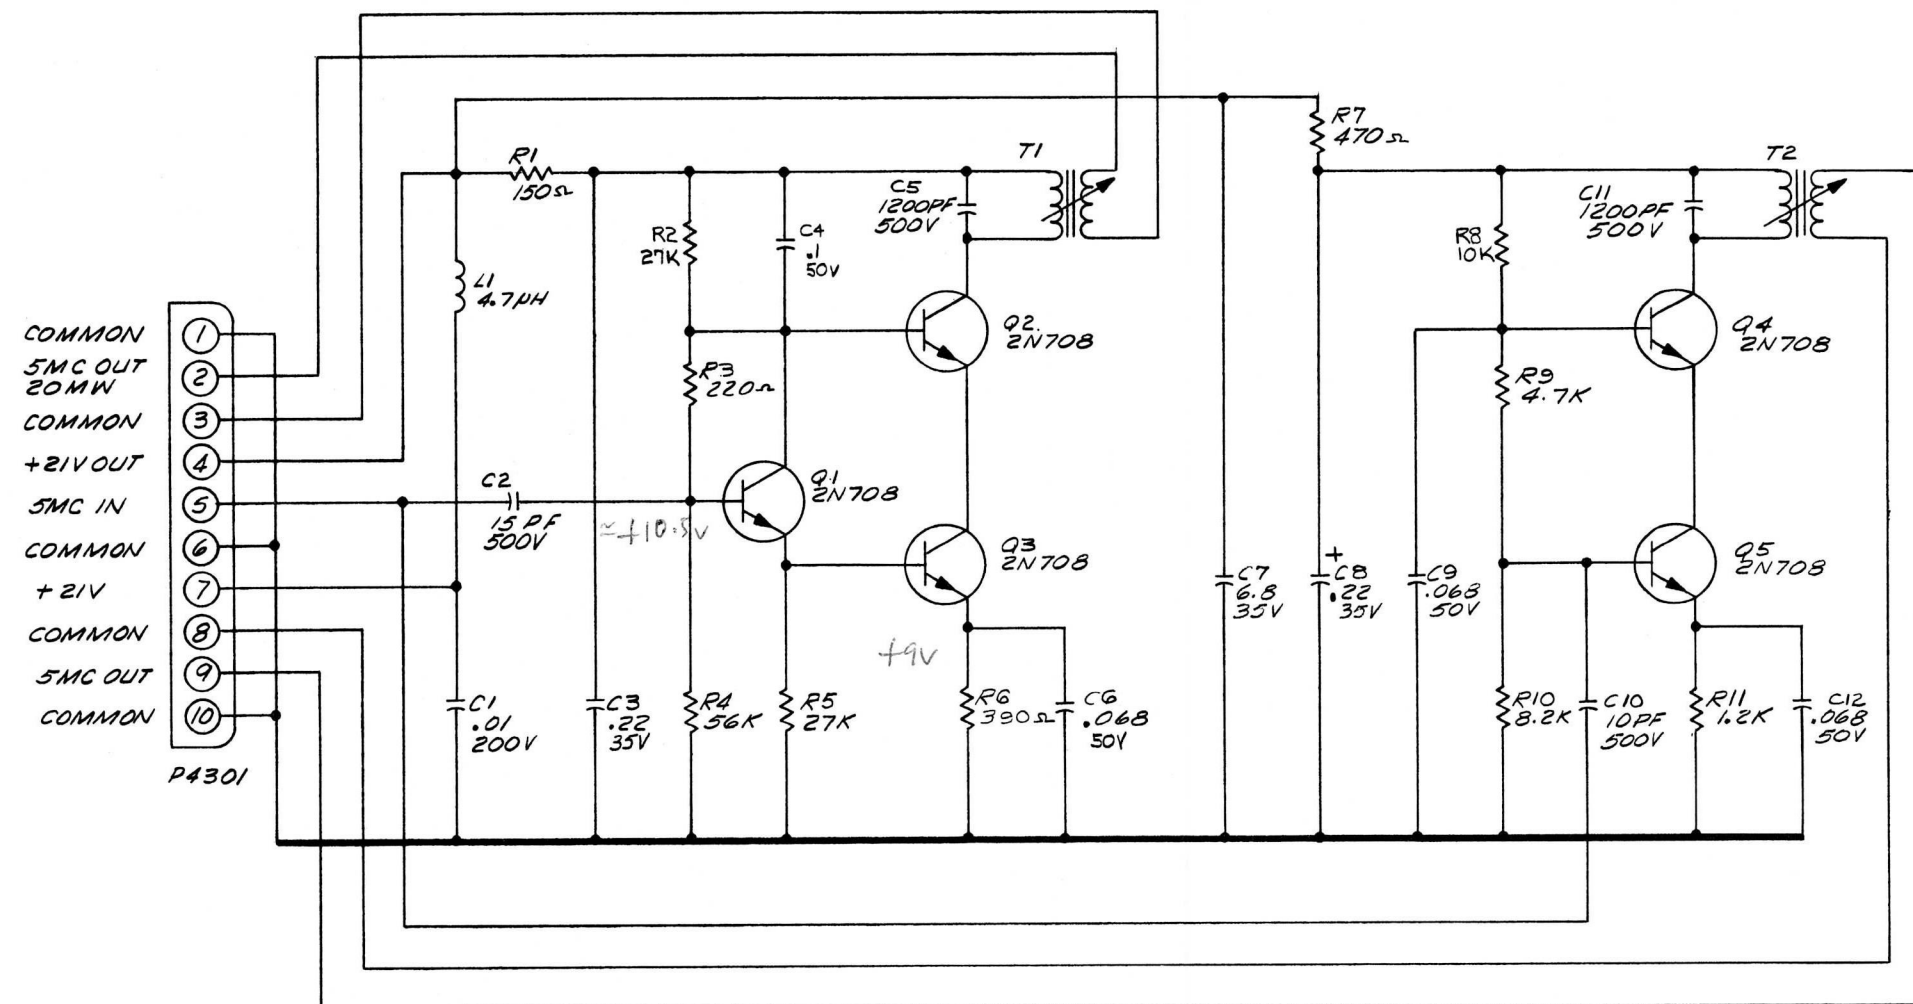 COMMON
5MC OUT
20MW
COMMON
+21V OUT
5MC IN
COMMON
+21V
COMMON
5MC OUT
COMMON
1
2
3
4
5
6
7
8
9
10
P4301
R1
150Ω
L1
4.7µH
C2
15 PF
500V
≈+10.5V
C1
.01
200V
C3
.22
35V
R2
27K
C4
.1
50V
R3
220Ω
Q1
2N708
R4
56K
R5
27K
C5
1200PF
500V
T1
Q2
2N708
Q3
2N708
+9V
R6
390Ω
C6
.068
50V
C7
6.8
35V
R7
470Ω
+
C8
.22
35V
C9
.068
50V
R8
10K
R9
4.7K
R10
8.2K
C10
10PF
500V
C11
1200PF
500V
T2
Q4
2N708
Q5
2N708
R11
1.2K
C12
.068
50V